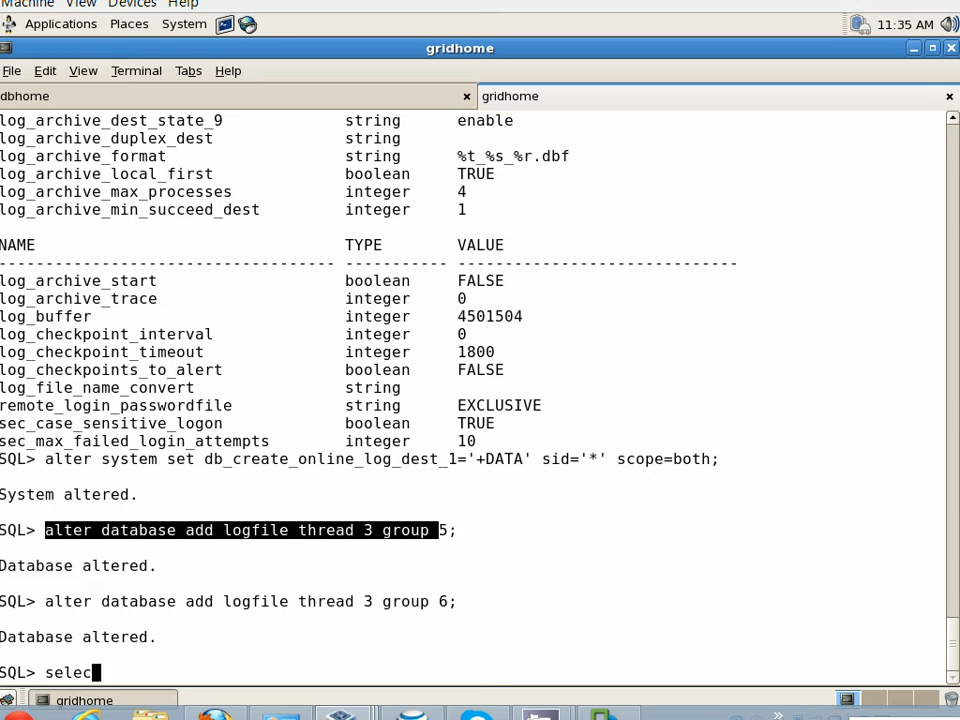 Machine View Devices Help
Applications Places System 11:35 AM
gridhome
File Edit View Terminal Tabs Help
dbhome gridhome
log_archive_dest_state_9 string enable
log_archive_duplex_dest string
log_archive_format string %t_%s_%r.dbf
log_archive_local_first boolean TRUE
log_archive_max_processes integer 4
log_archive_min_succeed_dest integer 1
NAME TYPE VALUE
------------------------------------ ----------- ------------------------------
log_archive_start boolean FALSE
log_archive_trace integer 0
log_buffer integer 4501504
log_checkpoint_interval integer 0
log_checkpoint_timeout integer 1800
log_checkpoints_to_alert boolean FALSE
log_file_name_convert string
remote_login_passwordfile string EXCLUSIVE
sec_case_sensitive_logon boolean TRUE
sec_max_failed_login_attempts integer 10
SQL> alter system set db_create_online_log_dest_1='+DATA' sid='*' scope=both;
System altered.
SQL> alter database add logfile thread 3 group 5;
Database altered.
SQL> alter database add logfile thread 3 group 6;
Database altered.
SQL> selec
gridhome